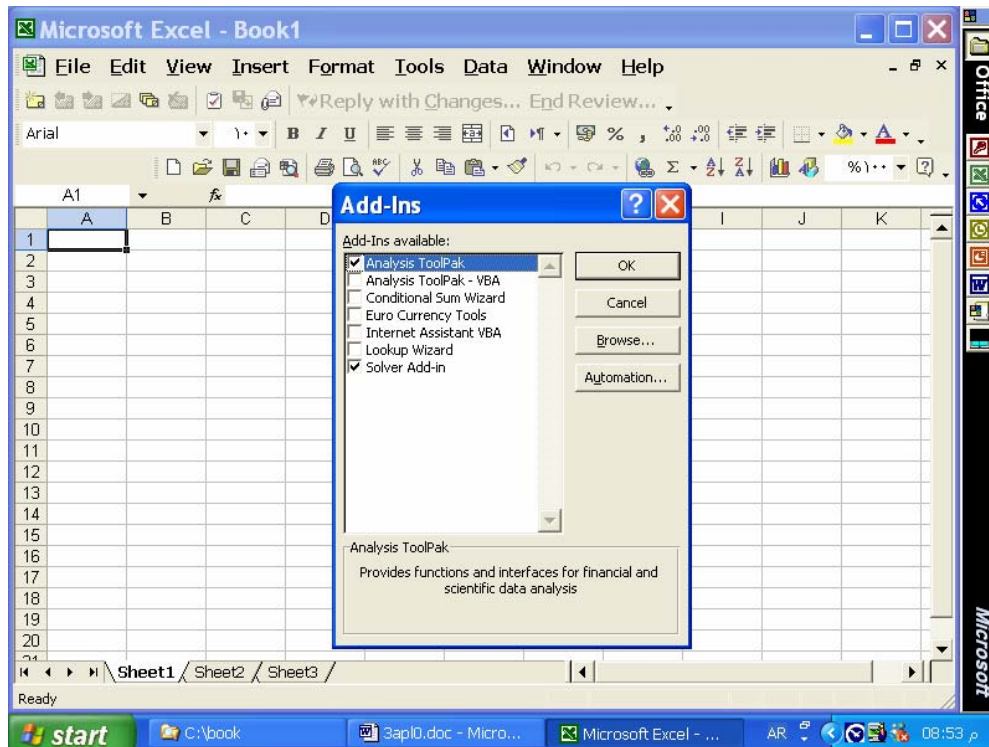 Microsoft Excel - Book1
File Edit View Insert Format Tools Data Window Help
Reply with Changes... End Review...
Arial ١٠ B I U % ,
Σ %١٠٠
A1 fx
A B C D I J K
Add-Ins
Add-Ins available:
Analysis ToolPak
Analysis ToolPak - VBA
Conditional Sum Wizard
Euro Currency Tools
Internet Assistant VBA
Lookup Wizard
Solver Add-in
OK
Cancel
Browse...
Automation...
Analysis ToolPak
Provides functions and interfaces for financial and
scientific data analysis
1
2
3
4
5
6
7
8
9
10
11
12
13
14
15
16
17
18
19
20
Sheet1 / Sheet2 / Sheet3 /
Ready
Office
Microsoft
start C:\book 3apl0.doc - Micro... Microsoft Excel - ... AR 08:53 م